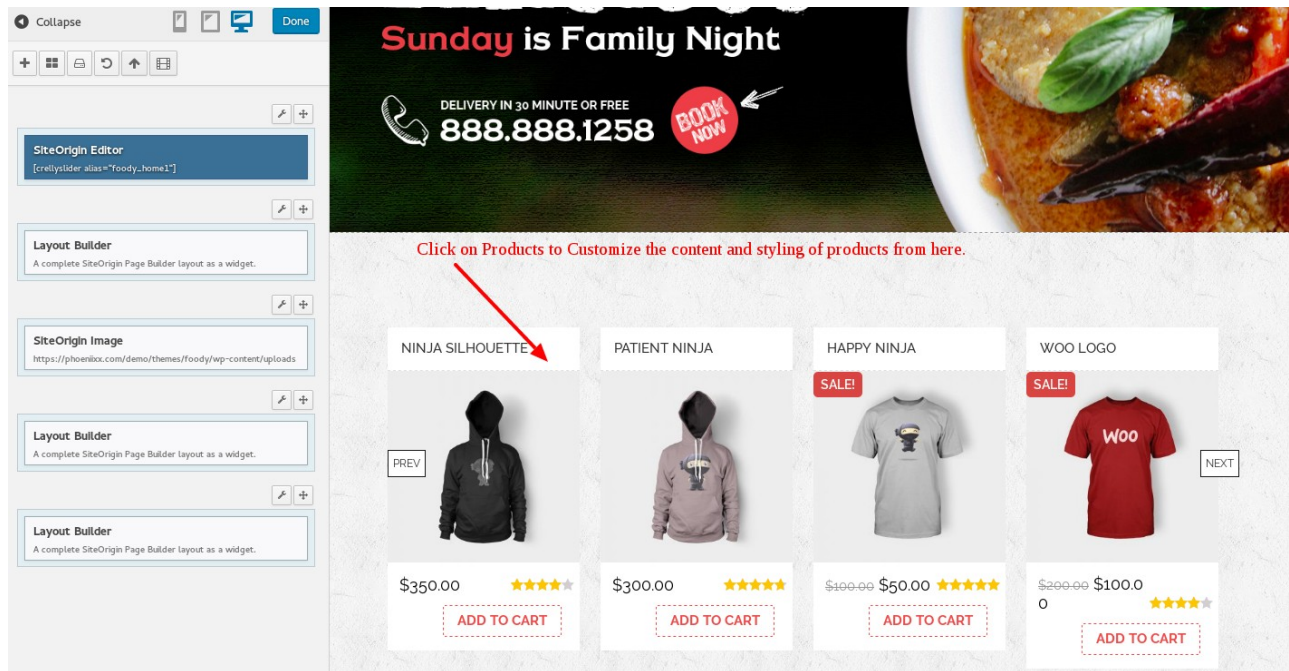 Collapse
Done
SiteOrigin Editor
[crellyslider alias="foody_home1"]
Layout Builder
A complete SiteOrigin Page Builder layout as a widget.
SiteOrigin Image
https://phoeniixx.com/demo/themes/foody/wp-content/uploads
Layout Builder
A complete SiteOrigin Page Builder layout as a widget.
Layout Builder
A complete SiteOrigin Page Builder layout as a widget.
Sunday is Family Night
DELIVERY IN 30 MINUTE OR FREE
888.888.1258
BOOK
NOW
Click on Products to Customize the content and styling of products from here.
NINJA SILHOUETTE
PATIENT NINJA
HAPPY NINJA
WOO LOGO
SALE!
SALE!
WOO
PREV
NEXT
$350.00
$300.00
$100.00 $50.00
$200.00 $100.0
0
ADD TO CART
ADD TO CART
ADD TO CART
ADD TO CART